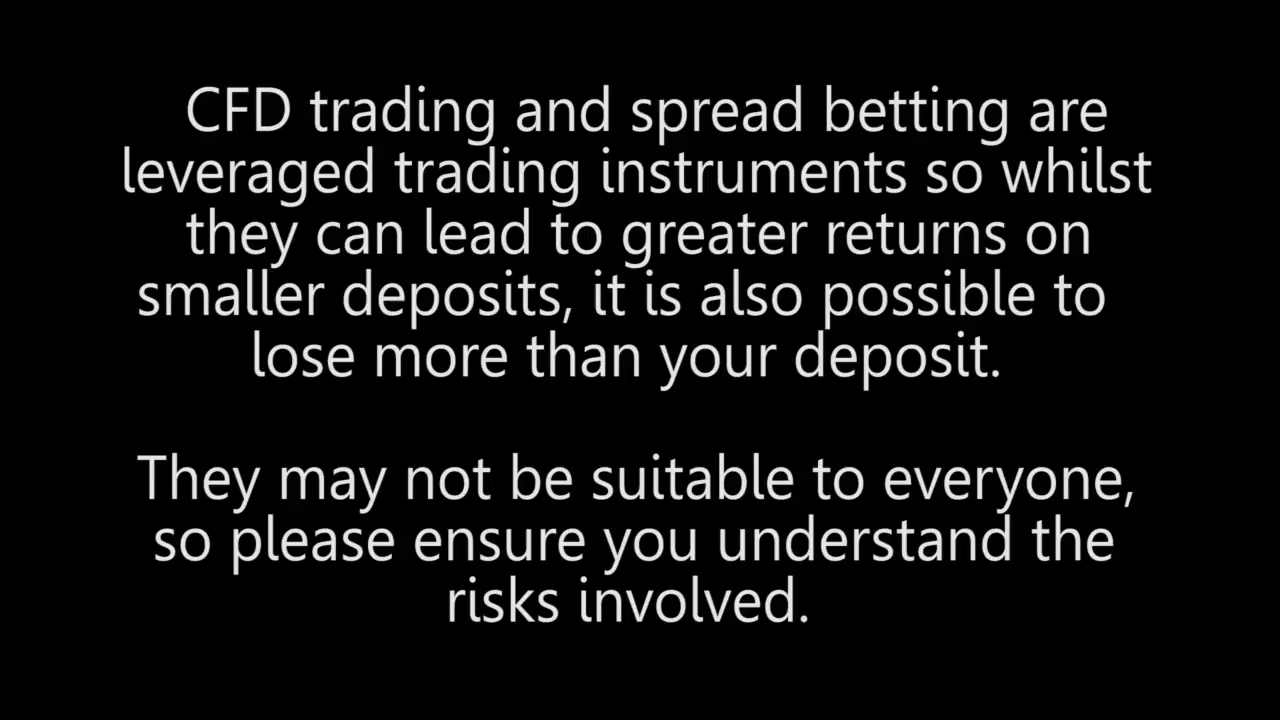 CFD trading and spread betting are
leveraged trading instruments so whilst
they can lead to greater returns on
smaller deposits, it is also possible to
lose more than your deposit.
They may not be suitable to everyone,
so please ensure you understand the
risks involved.